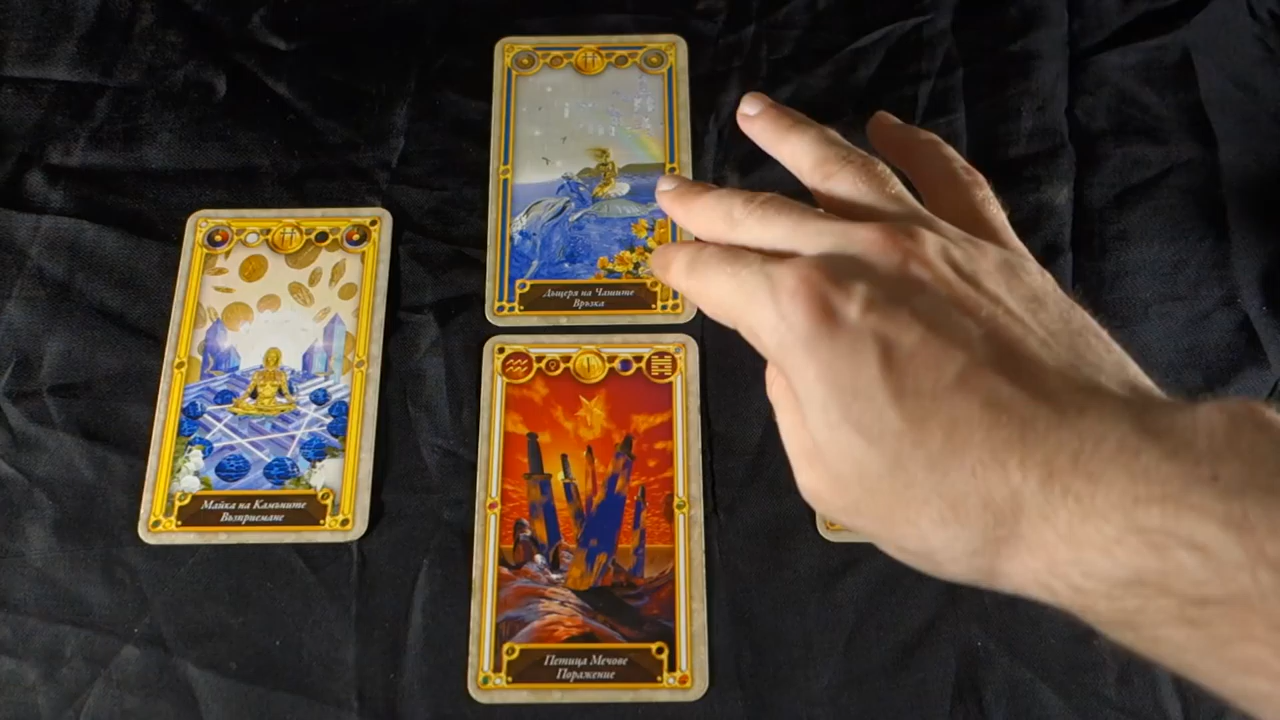 Дъщеря на Чашите
Връзка
Майка на Камъните
Възприемане
Петица Мечове
Поражение